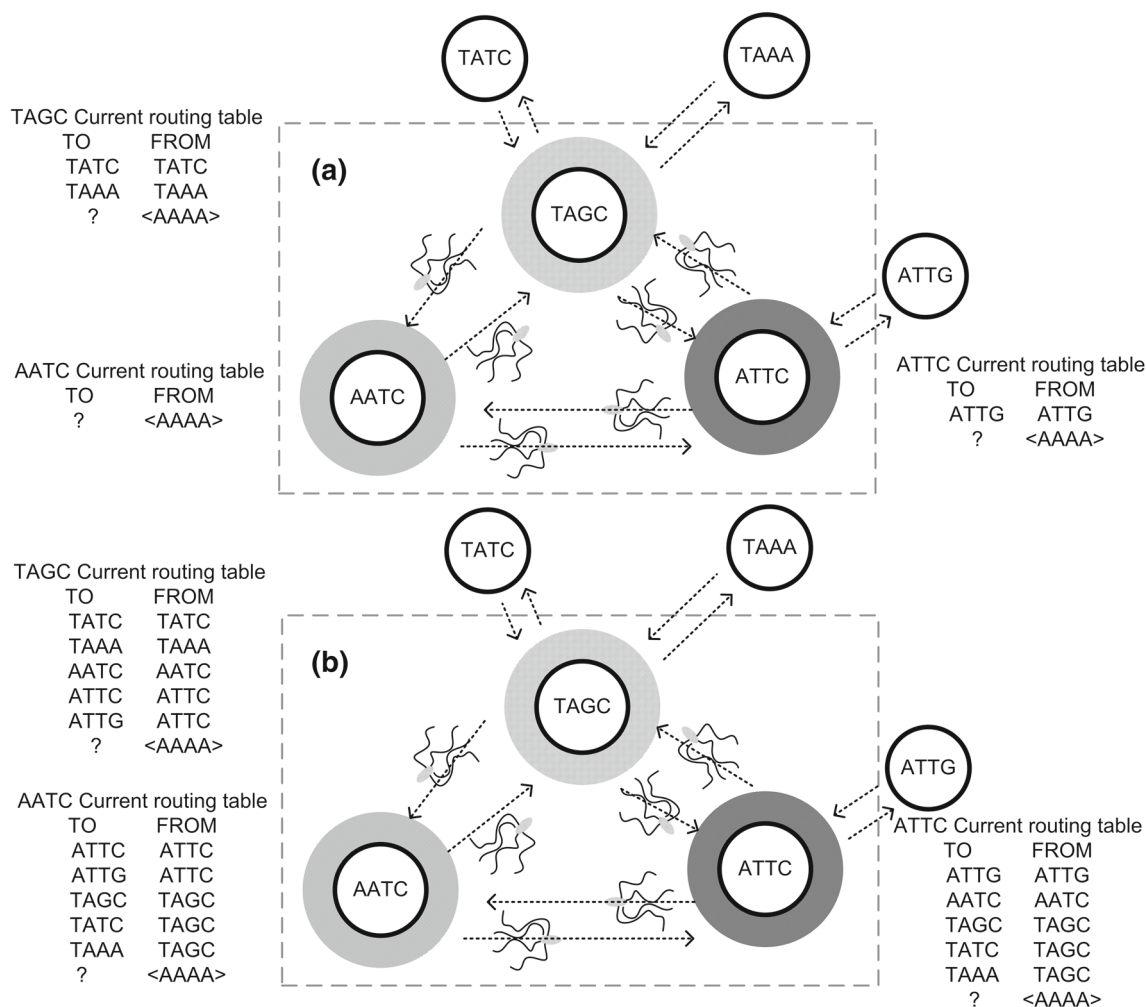 TATC
TAAA
TAGC Current routing table
TO FROM
TATC TATC
TAAA TAAA
? <AAAA>
(a)
TAGC
ATTG
AATC Current routing table
TO FROM
? <AAAA>
AATC
ATTC
ATTC Current routing table
TO FROM
ATTG ATTG
? <AAAA>
TATC
TAAA
TAGC Current routing table
TO FROM
TATC TATC
TAAA TAAA
AATC AATC
ATTC ATTC
ATTG ATTC
? <AAAA>
(b)
TAGC
ATTG
AATC Current routing table
TO FROM
ATTC ATTC
ATTG ATTC
TAGC TAGC
TATC TAGC
TAAA TAGC
? <AAAA>
AATC
ATTC
ATTC Current routing table
TO FROM
ATTG ATTG
AATC AATC
TAGC TAGC
TATC TAGC
TAAA TAGC
? <AAAA>